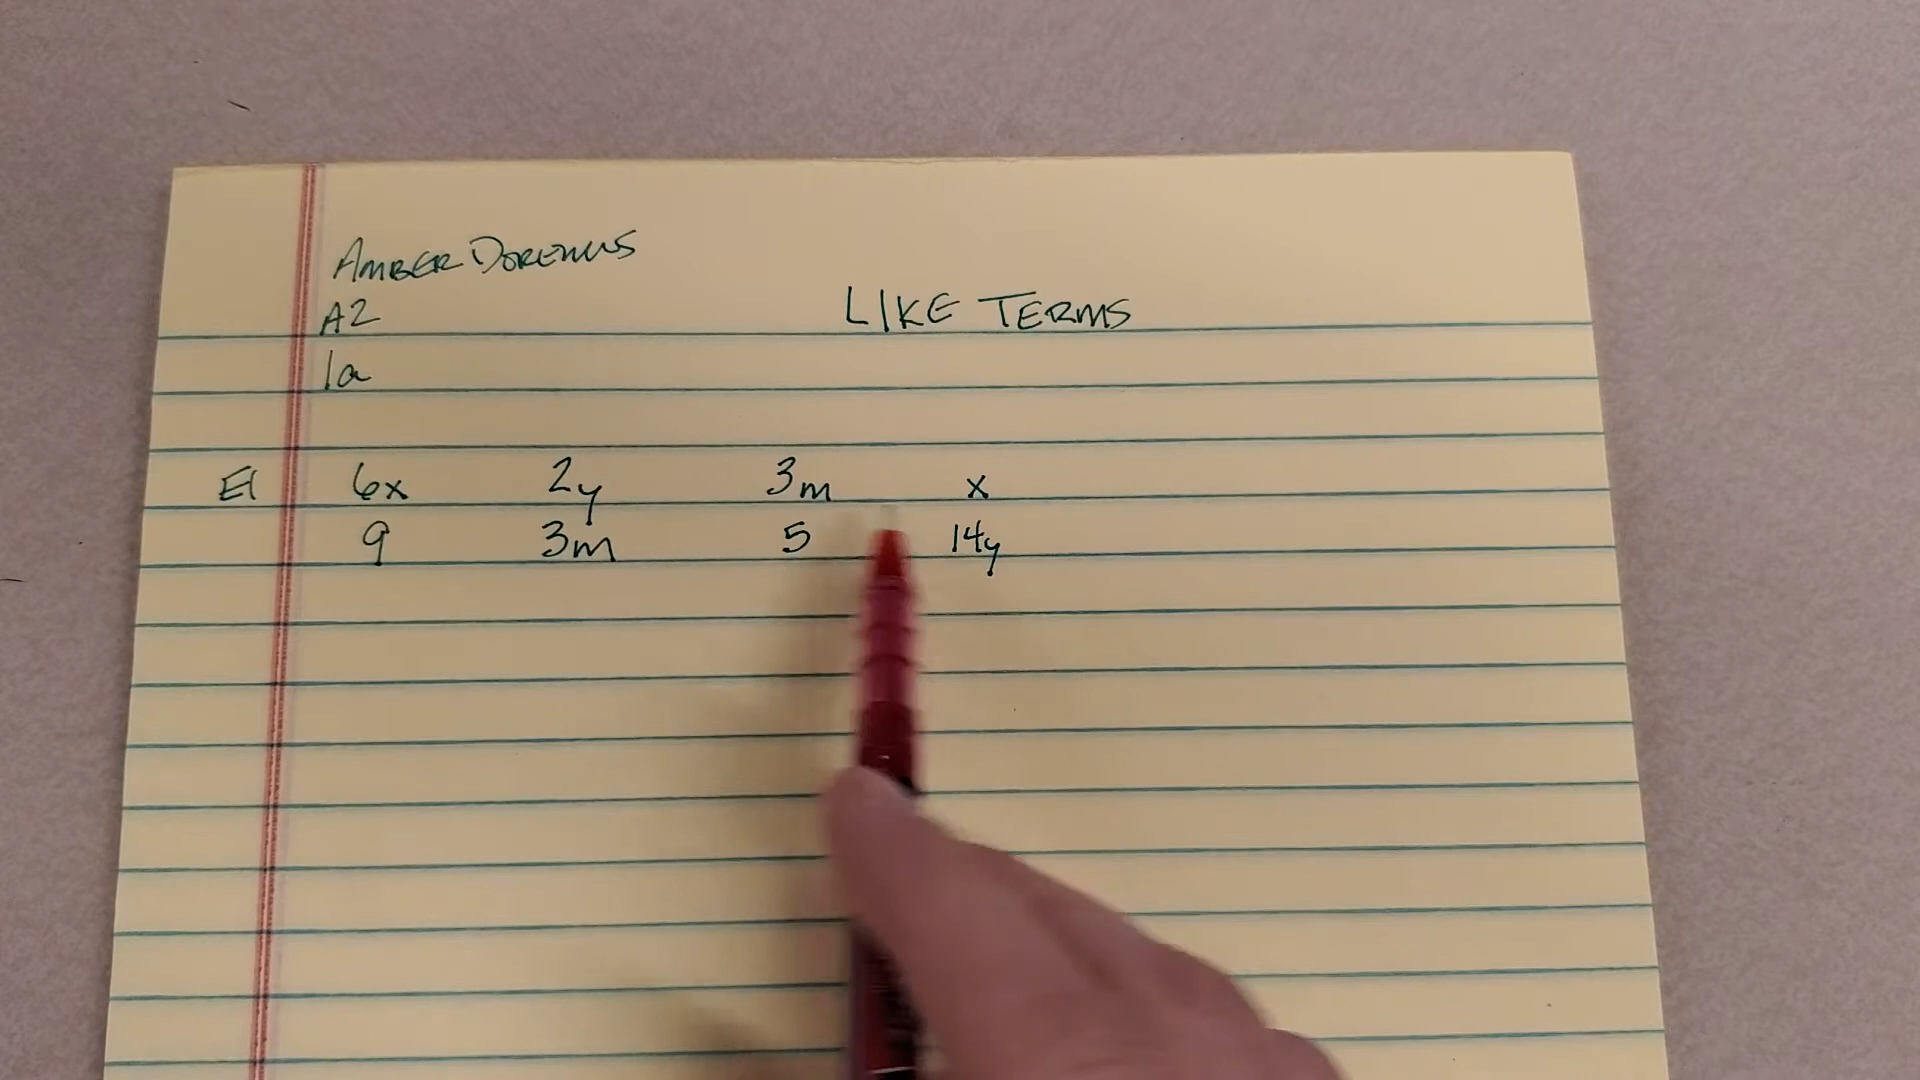 AMBER DOREMUS
A2
LIKE TERMS
1a
E1 6x 2y 3m x
9 3m 5 14y